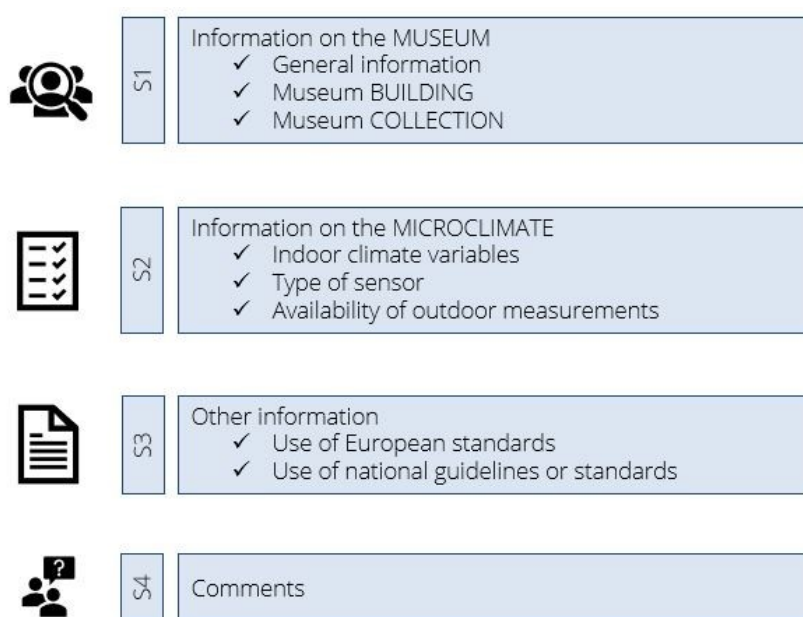 S1
Information on the MUSEUM
✓ General information
✓ Museum BUILDING
✓ Museum COLLECTION
S2
Information on the MICROCLIMATE
✓ Indoor climate variables
✓ Type of sensor
✓ Availability of outdoor measurements
S3
Other information
✓ Use of European standards
✓ Use of national guidelines or standards
?
S4
Comments